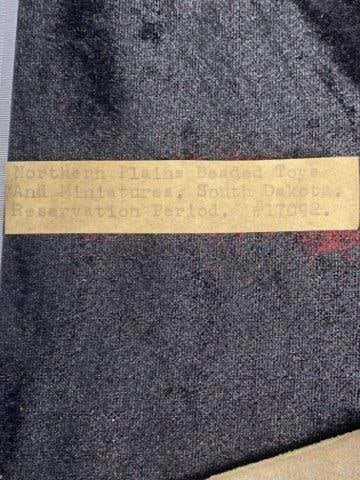 Northern Plains Beaded Toys
And Miniatures. South Dakota.
Reservation Period. #17092.